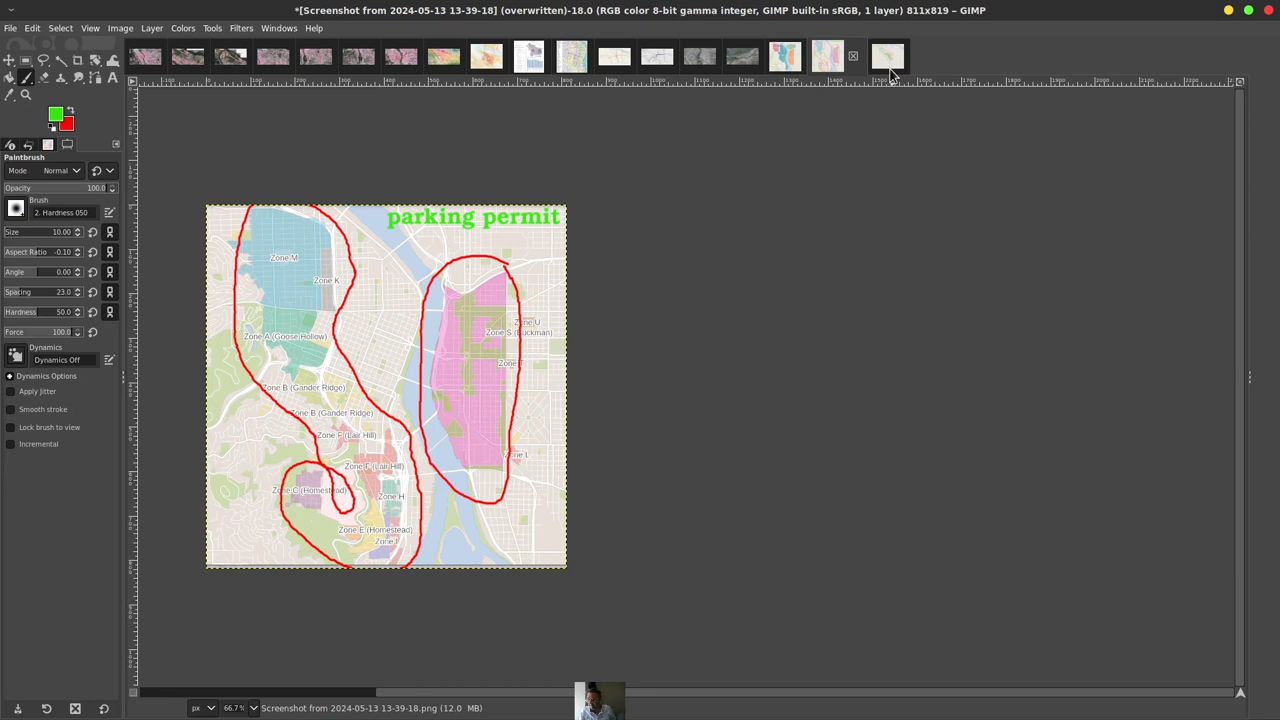 *[Screenshot from 2024-05-13 13-39-18] (overwritten)-18.0 (RGB color 8-bit gamma integer, GIMP built-in sRGB, 1 layer) 811x819 – GIMP
File Edit Select View Image Layer Colors Tools Filters Windows Help
Paintbrush
Mode Normal
Opacity 100.0
Brush
2. Hardness 050
Size 10.00
Aspect Ratio -0.10
Angle 0.00
Spacing 23.0
Hardness 50.0
Force 100.0
Dynamics
Dynamics Off
Dynamics Options
Apply Jitter
Smooth stroke
Lock brush to view
Incremental
parking permit
Zone M
Zone K
Zone U
Zone S (Buckman)
Zone A (Goose Hollow)
Zone B (Gander Ridge)
Zone B (Gander Ridge)
Zone F (Lair Hill)
Zone F (Lair Hill)
Zone C (Homestead)
Zone H
Zone E (Homestead)
Zone I
px 66.7% Screenshot from 2024-05-13 13-39-18.png (12.0 MB)